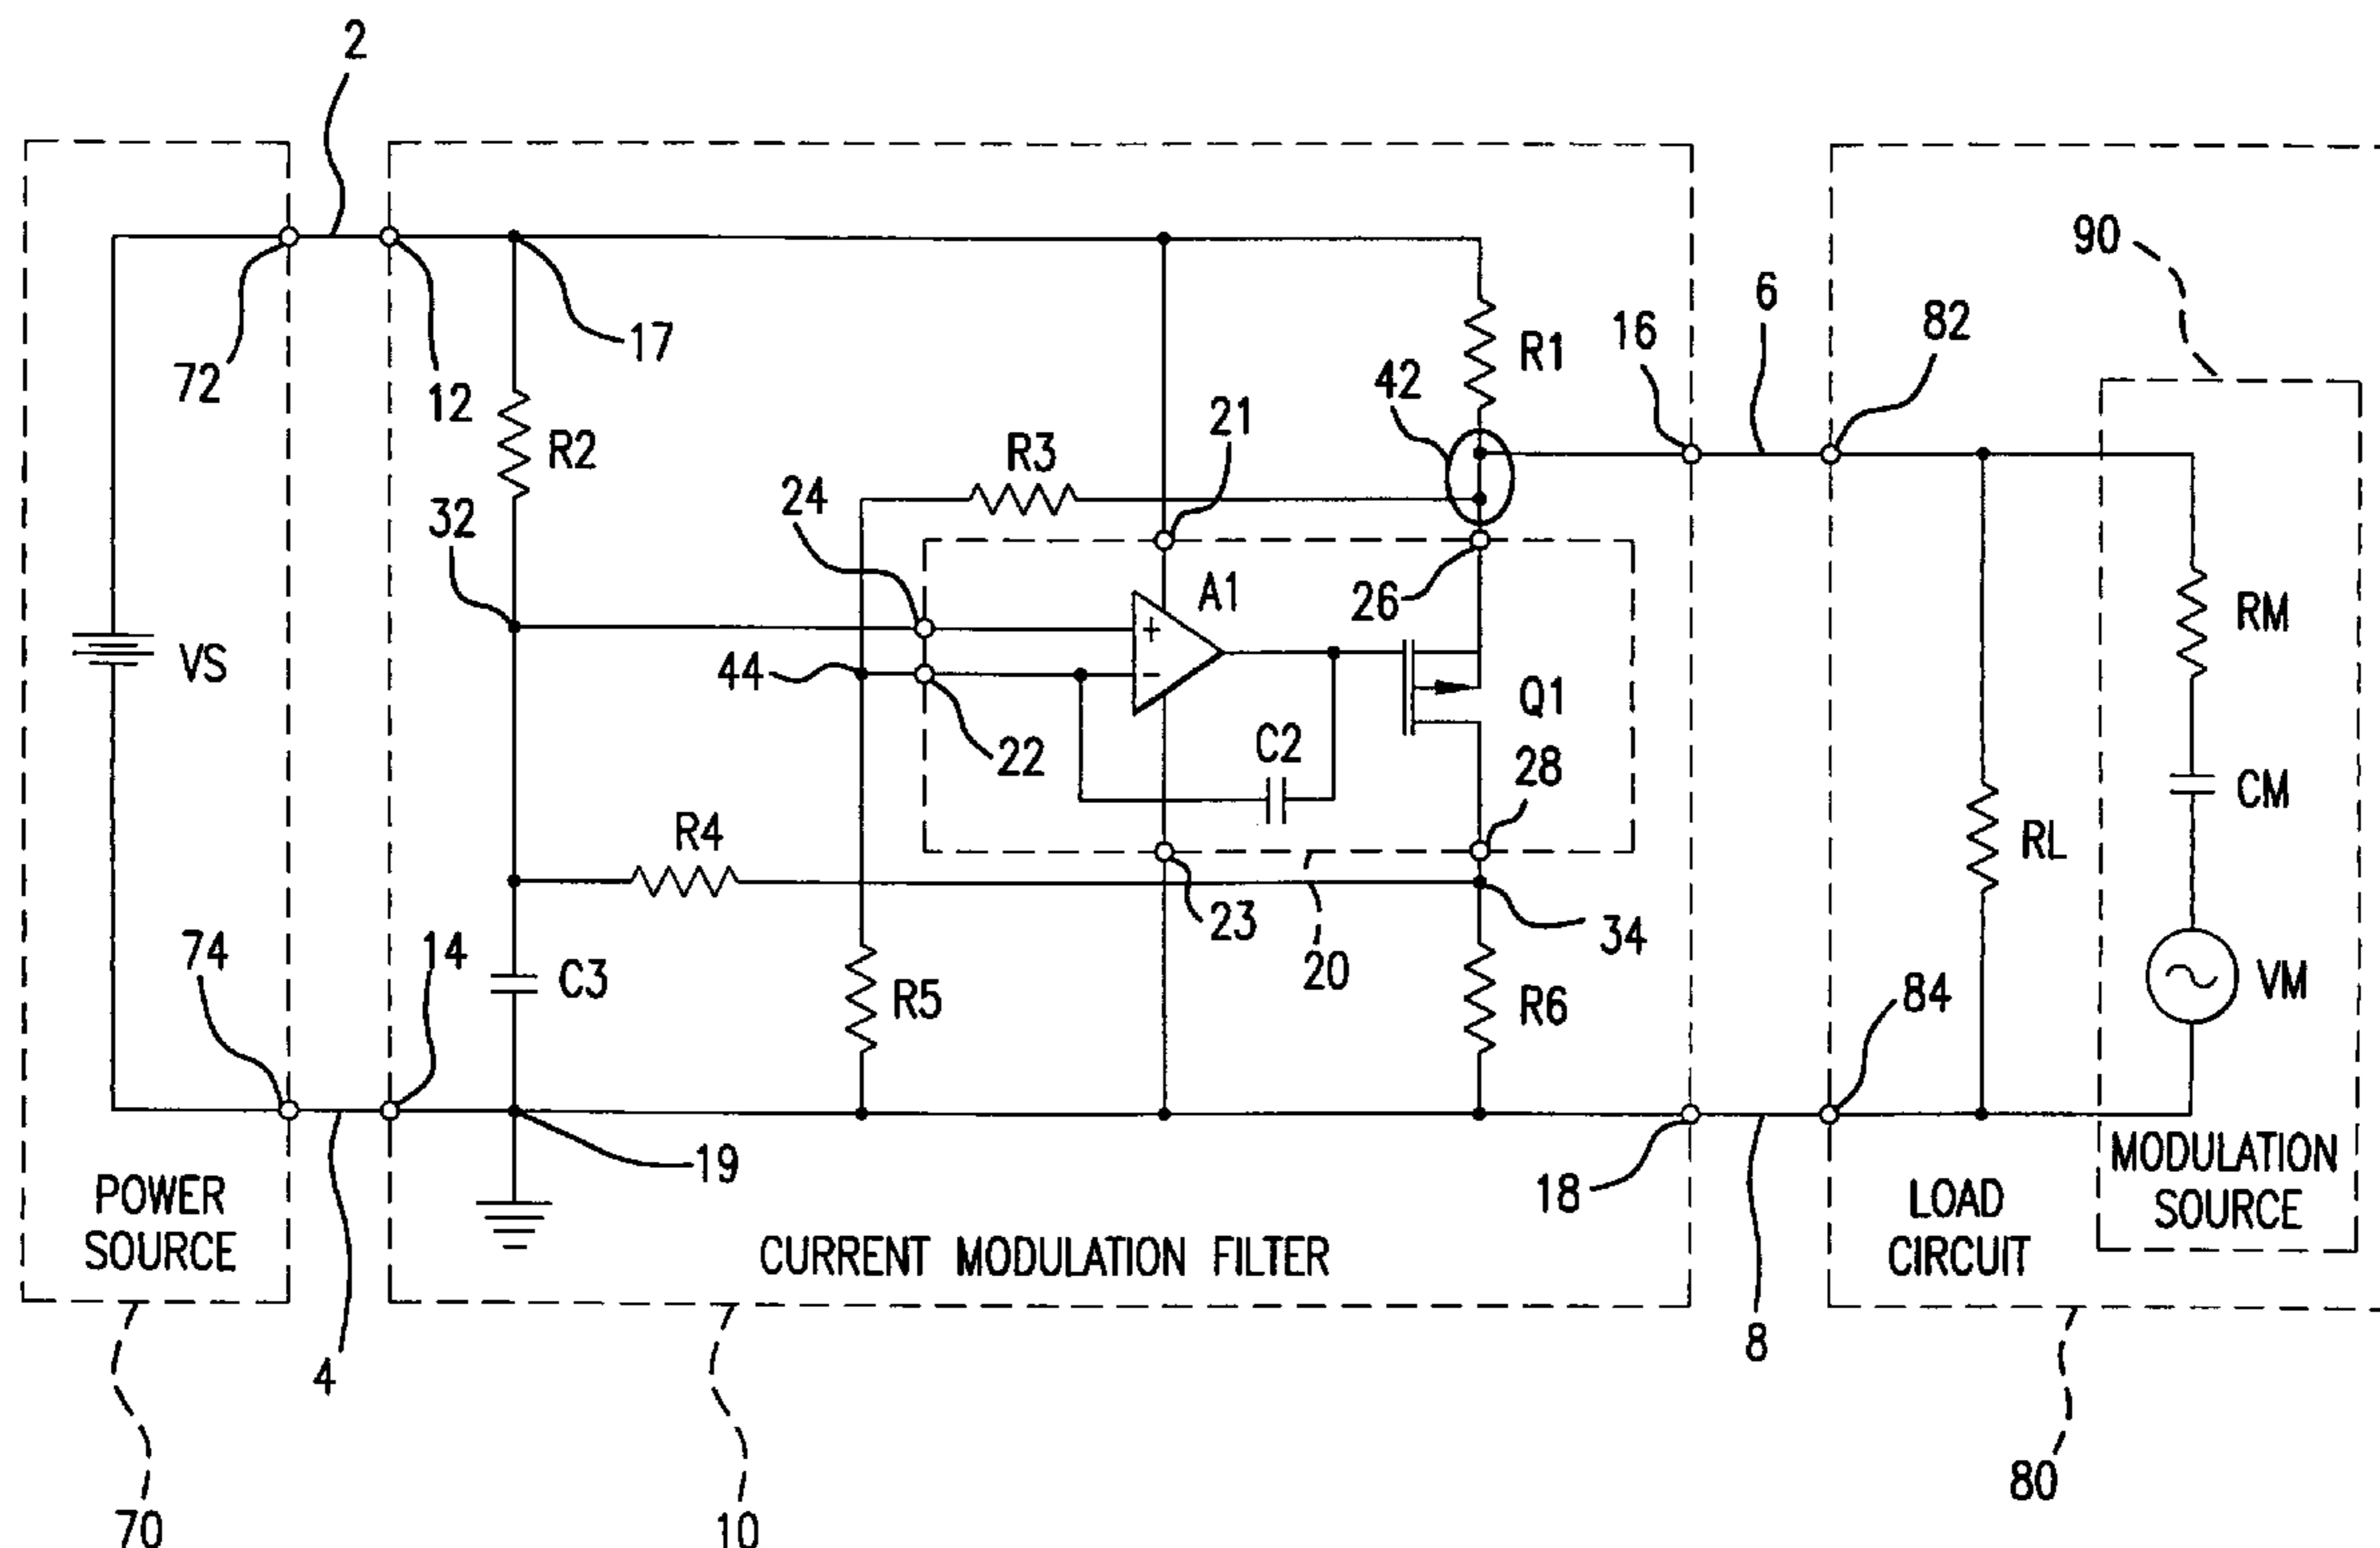 2
90
6
82
16
17
R1
42
72
12
21
R2
R3
24
32
A1
26
RM
VS
44
Q1
22
C2
28
CM
R4
RL
23
34
74
14
20
C3
R5
R6
84
VM
19
18
MODULATION
SOURCE
POWER
SOURCE
CURRENT MODULATION FILTER
LOAD
CIRCUIT
4
8
70
10
80
+
-